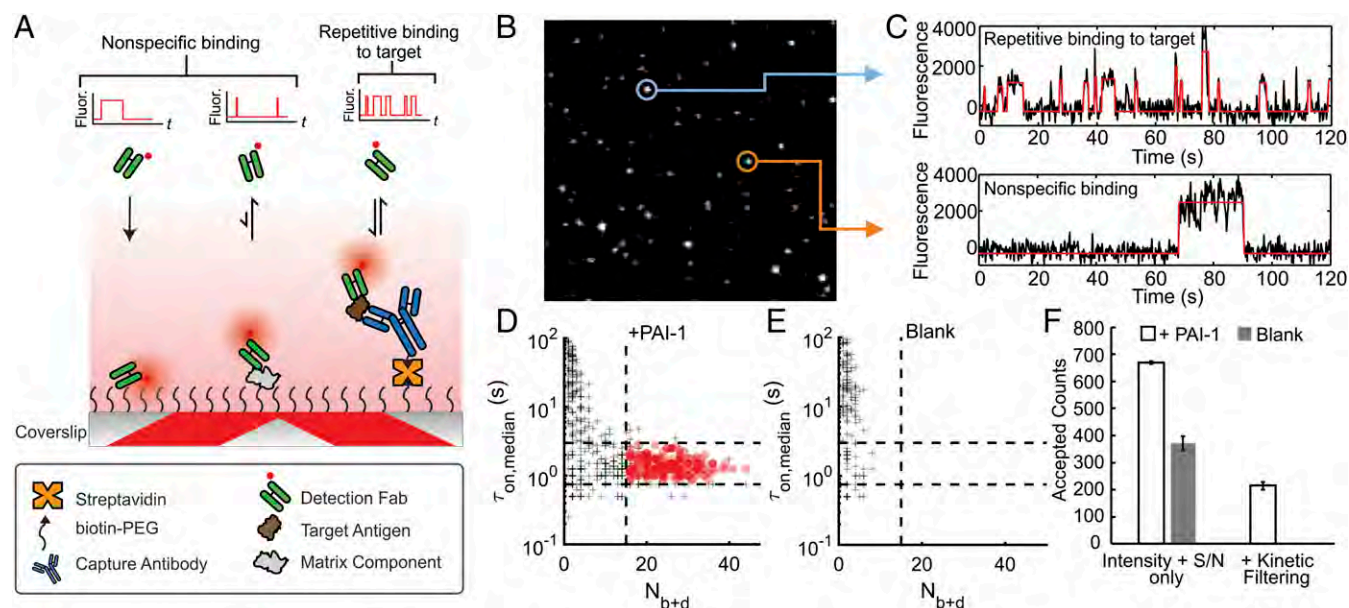 A
Nonspecific binding
Repetitive binding
to target
Fluor.
t
Fluor.
t
Fluor.
t
Coverslip
Streptavidin
biotin-PEG
Capture Antibody
Detection Fab
Target Antigen
Matrix Component
B
C
4000
2000
0
Fluorescence
Repetitive binding to target
0 20 40 60 80 100 120
Time (s)
4000
2000
0
Fluorescence
Nonspecific binding
0 20 40 60 80 100 120
Time (s)
D
+PAI-1
τon,median (s)
10²
10¹
10⁰
10⁻¹
0 20 40
Nb+d
E
Blank
τon,median (s)
10²
10¹
10⁰
10⁻¹
0 20 40
Nb+d
F
+ PAI-1 Blank
Accepted Counts
800
700
600
500
400
300
200
100
0
Intensity + S/N
only
+ Kinetic
Filtering